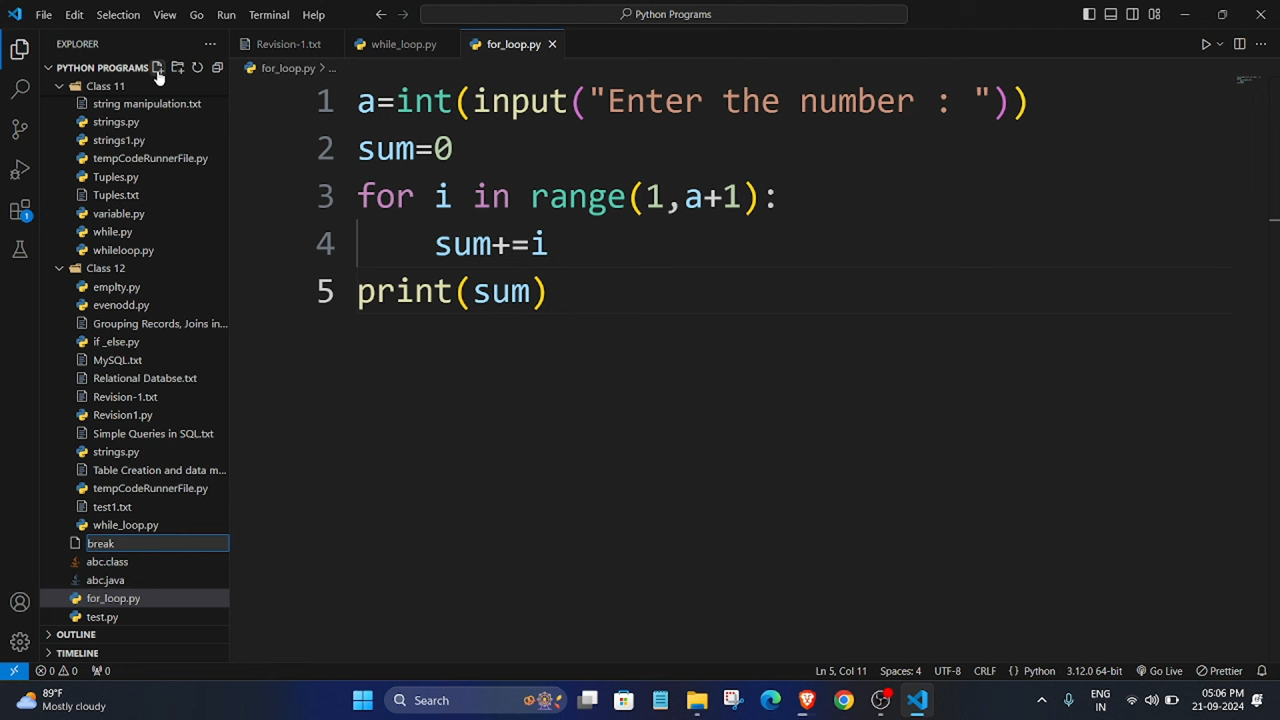 File Edit Selection View Go Run Terminal Help Python Programs
EXPLORER Revision-1.txt while_loop.py for_loop.py
PYTHON PROGRAMS for_loop.py > ...
Class 11
string manipulation.txt
strings.py
strings1.py
tempCodeRunnerFile.py
Tuples.py
Tuples.txt
variable.py
while.py
whileloop.py
Class 12
emplty.py
evenodd.py
Grouping Records, Joins in...
if _else.py
MySQL.txt
Relational Databse.txt
Revision-1.txt
Revision1.py
Simple Queries in SQL.txt
strings.py
Table Creation and data m...
tempCodeRunnerFile.py
test1.txt
while_loop.py
break
abc.class
abc.java
for_loop.py
test.py
OUTLINE
TIMELINE
1 a=int(input("Enter the number : "))
2 sum=0
3 for i in range(1,a+1):
4 sum+=i
5 print(sum)
1
0 0 0 Ln 5, Col 11 Spaces: 4 UTF-8 CRLF {} Python 3.12.0 64-bit Go Live Prettier
89°F
Mostly cloudy
Search
ENG
IN
05:06 PM
21-09-2024